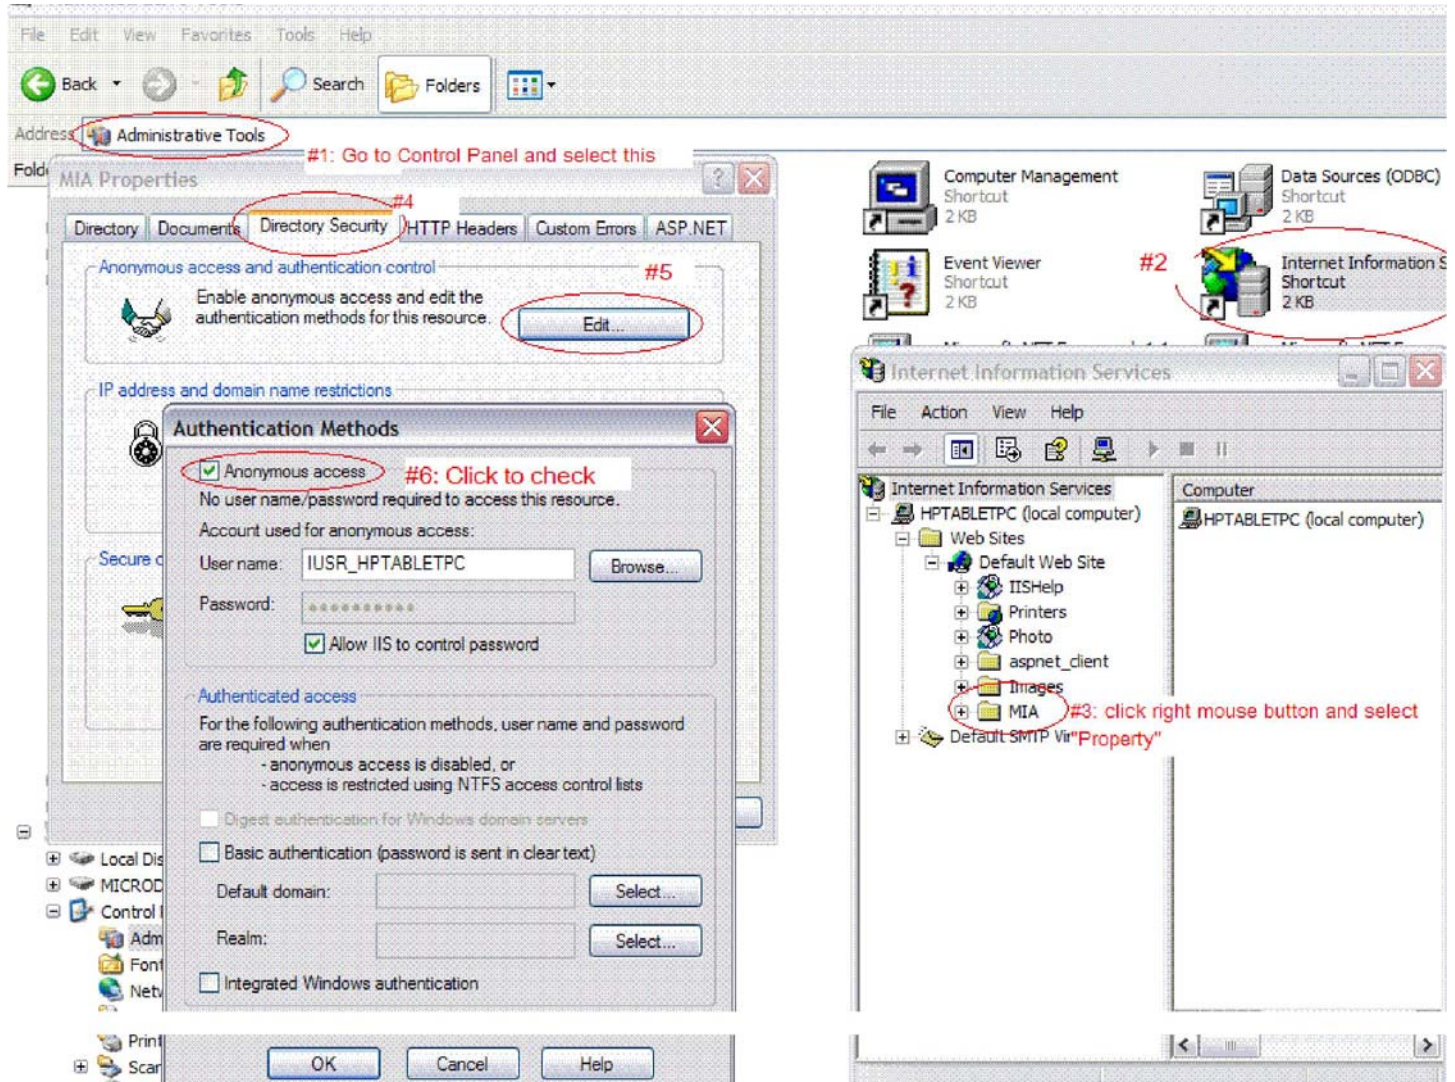 File Edit View Favorites Tools Help
Back Search Folders
Address Administrative Tools
#1: Go to Control Panel and select this
MIA Properties
#4
Directory Documents Directory Security HTTP Headers Custom Errors ASP.NET
Anonymous access and authentication control
#5
Enable anonymous access and edit the
authentication methods for this resource.
Edit...
IP address and domain name restrictions
Authentication Methods
Anonymous access
#6: Click to check
No user name/password required to access this resource.
Account used for anonymous access:
User name: IUSR_HPTABLETPC Browse...
Password:
Allow IIS to control password
Secure
Authenticated access
For the following authentication methods, user name and password
are required when
- anonymous access is disabled, or
- access is restricted using NTFS access control lists
Digest authentication for Windows domain servers
Basic authentication (password is sent in clear text)
Default domain: Select...
Realm: Select...
Integrated Windows authentication
OK Cancel Help
Local Dis
MICROD
Control
Adm
Font
Netw
Print
Scar
Computer Management
Shortcut
2 KB
Data Sources (ODBC)
Shortcut
2 KB
Event Viewer
Shortcut
2 KB
#2
Internet Information S
Shortcut
2 KB
Internet Information Services
File Action View Help
Internet Information Services
HPTABLETPC (local computer)
Web Sites
Default Web Site
IISHelp
Printers
Photo
aspnet_client
Images
MIA
#3: click right mouse button and select
"Property"
Default SMTP Vir
Computer
HPTABLETPC (local computer)